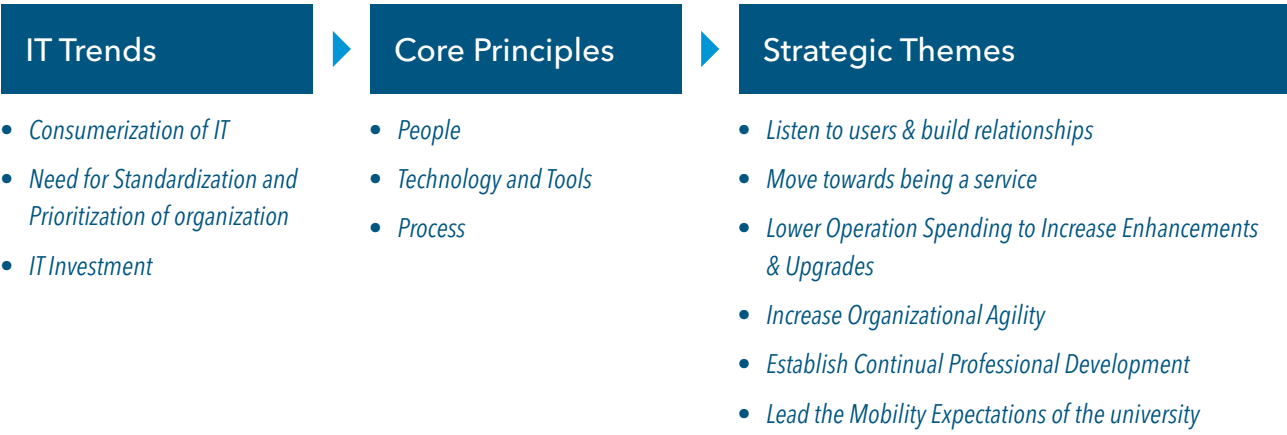 IT Trends
• Consumerization of IT
• Need for Standardization and
Prioritization of organization
• IT Investment
Core Principles
• People
• Technology and Tools
• Process
Strategic Themes
• Listen to users & build relationships
• Move towards being a service
• Lower Operation Spending to Increase Enhancements
& Upgrades
• Increase Organizational Agility
• Establish Continual Professional Development
• Lead the Mobility Expectations of the university